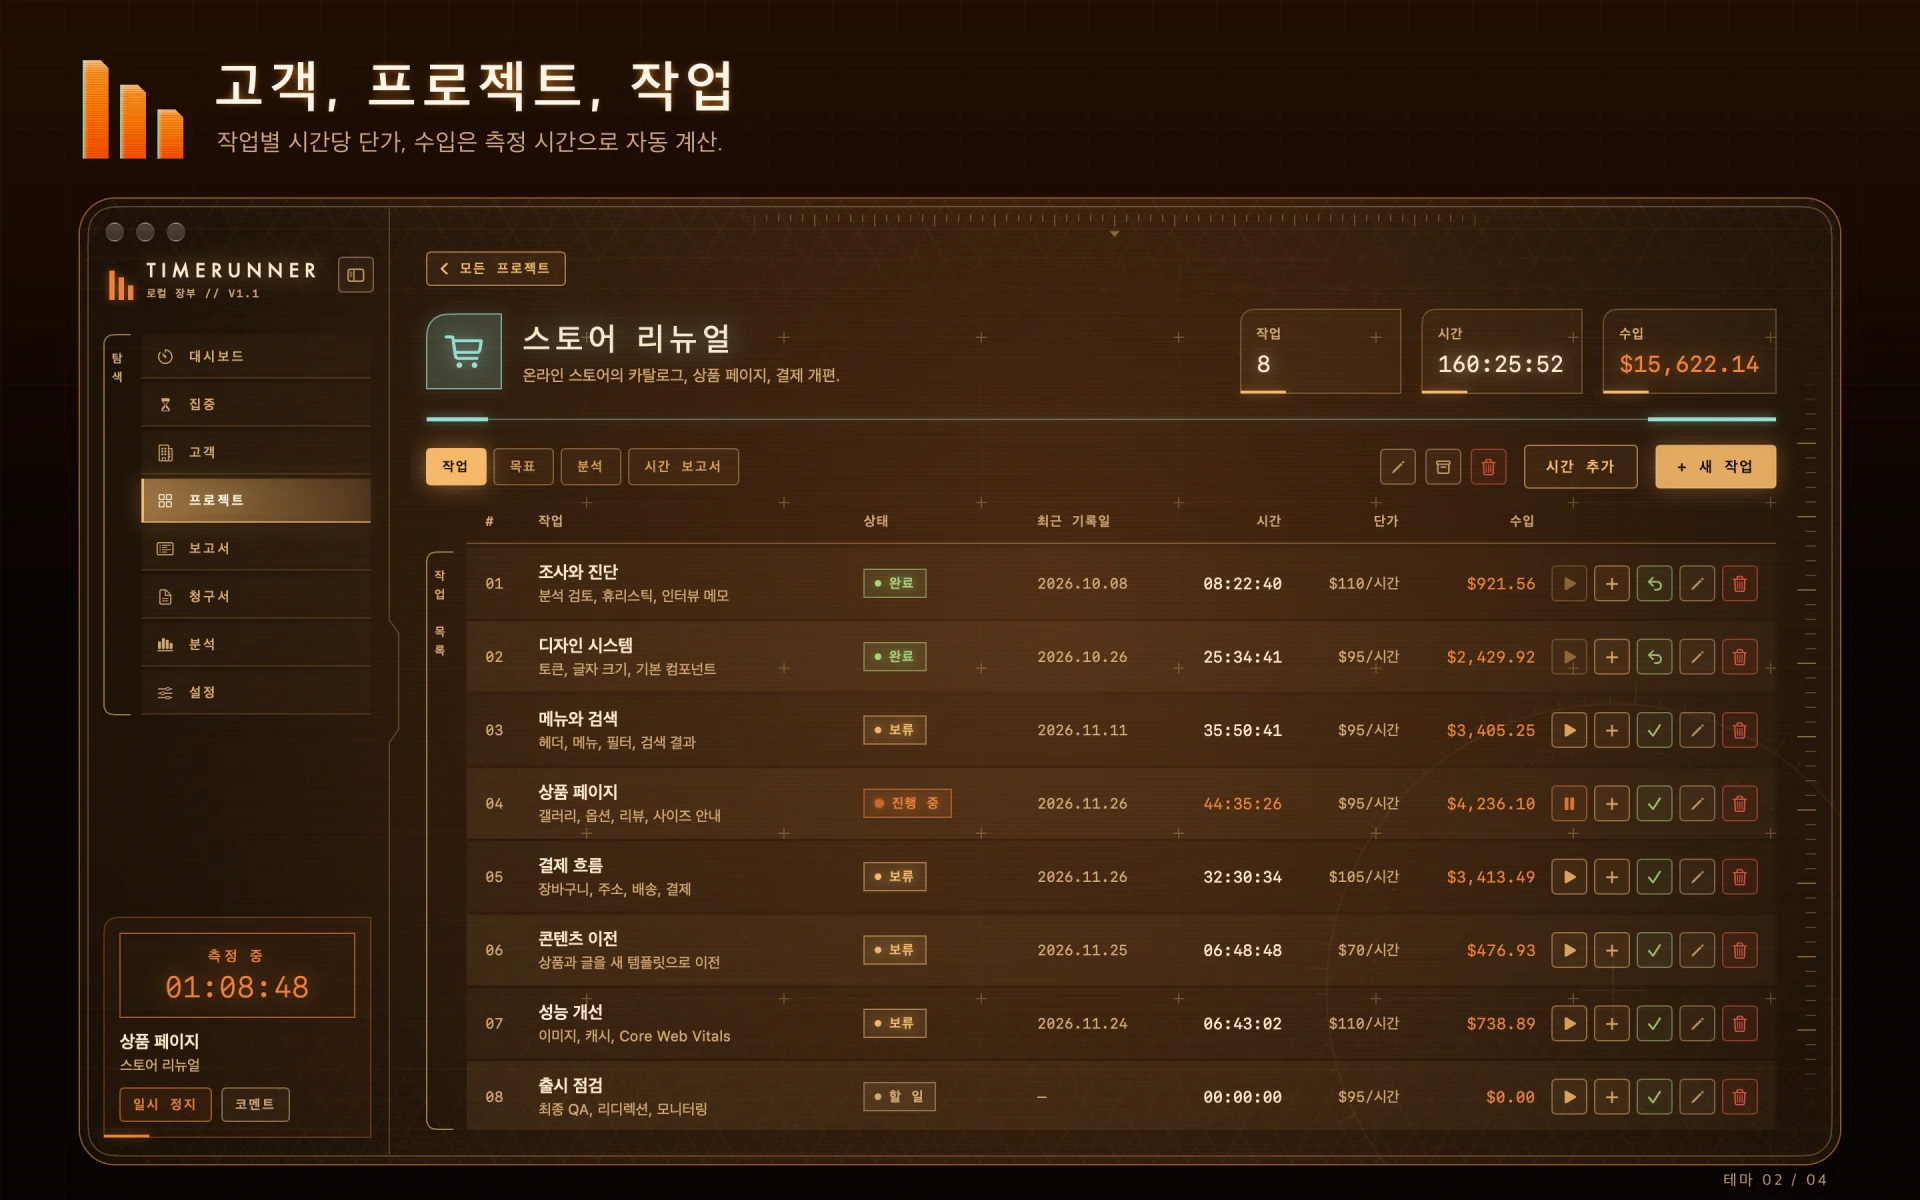 고객, 프로젝트, 작업
작업별 시간당 단가, 수입은 측정 시간으로 자동 계산.
TIMERUNNER
로컬 장부 // V1.1
탐색
대시보드
집중
고객
프로젝트
보고서
청구서
분석
설정
측정 중
01:08:48
상품 페이지
스토어 리뉴얼
일시 정지
코멘트
모든 프로젝트
스토어 리뉴얼
온라인 스토어의 카탈로그, 상품 페이지, 결제 개편.
작업
8
시간
160:25:52
수입
$15,622.14
작업
목표
분석
시간 보고서
시간 추가
+ 새 작업
# 작업 상태 최근 기록일 시간 단가 수입
작업 목록
01 조사와 진단 완료 2026.10.08 08:22:40 $110/시간 $921.56
분석 검토, 휴리스틱, 인터뷰 메모
02 디자인 시스템 완료 2026.10.26 25:34:41 $95/시간 $2,429.92
토큰, 글자 크기, 기본 컴포넌트
03 메뉴와 검색 보류 2026.11.11 35:50:41 $95/시간 $3,405.25
헤더, 메뉴, 필터, 검색 결과
04 상품 페이지 진행 중 2026.11.26 44:35:26 $95/시간 $4,236.10
갤러리, 옵션, 리뷰, 사이즈 안내
05 결제 흐름 보류 2026.11.26 32:30:34 $105/시간 $3,413.49
장바구니, 주소, 배송, 결제
06 콘텐츠 이전 보류 2026.11.25 06:48:48 $70/시간 $476.93
상품과 글을 새 템플릿으로 이전
07 성능 개선 보류 2026.11.24 06:43:02 $110/시간 $738.89
이미지, 캐시, Core Web Vitals
08 출시 점검 할 일 — 00:00:00 $95/시간 $0.00
최종 QA, 리디렉션, 모니터링
테마 02 / 04